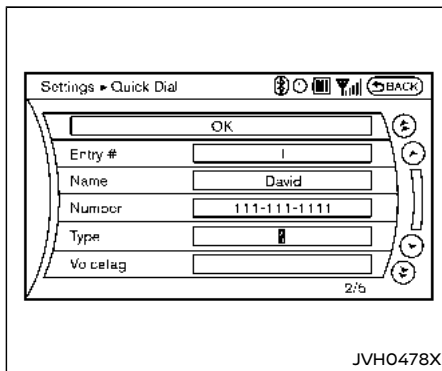 Settings ▸ Quick Dial BACK
OK
Entry # 1
Name David
Number 111-111-1111
Type
Voicetag
2/5
JVH0478X